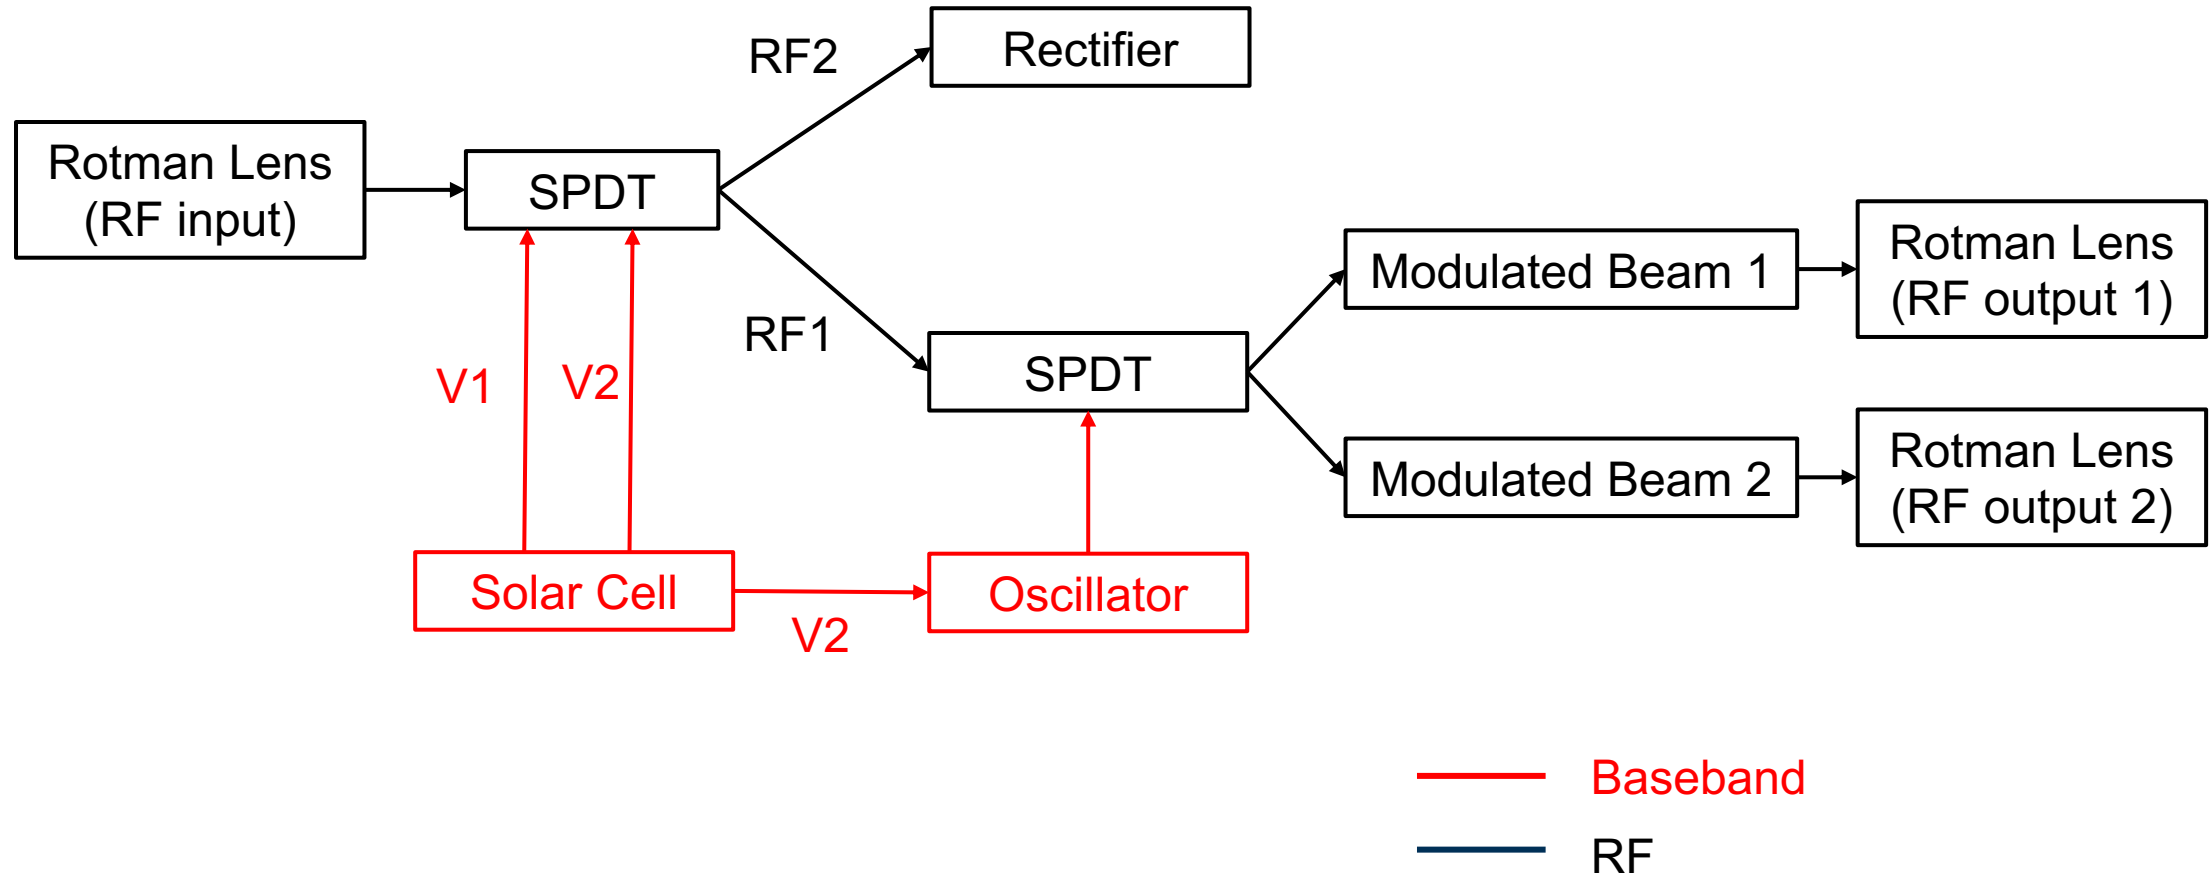 RF2
Rectifier
Rotman Lens
(RF input)
SPDT
RF1
SPDT
Modulated Beam 1
Rotman Lens
(RF output 1)
V1
V2
Modulated Beam 2
Rotman Lens
(RF output 2)
Solar Cell
V2
Oscillator
Baseband
RF